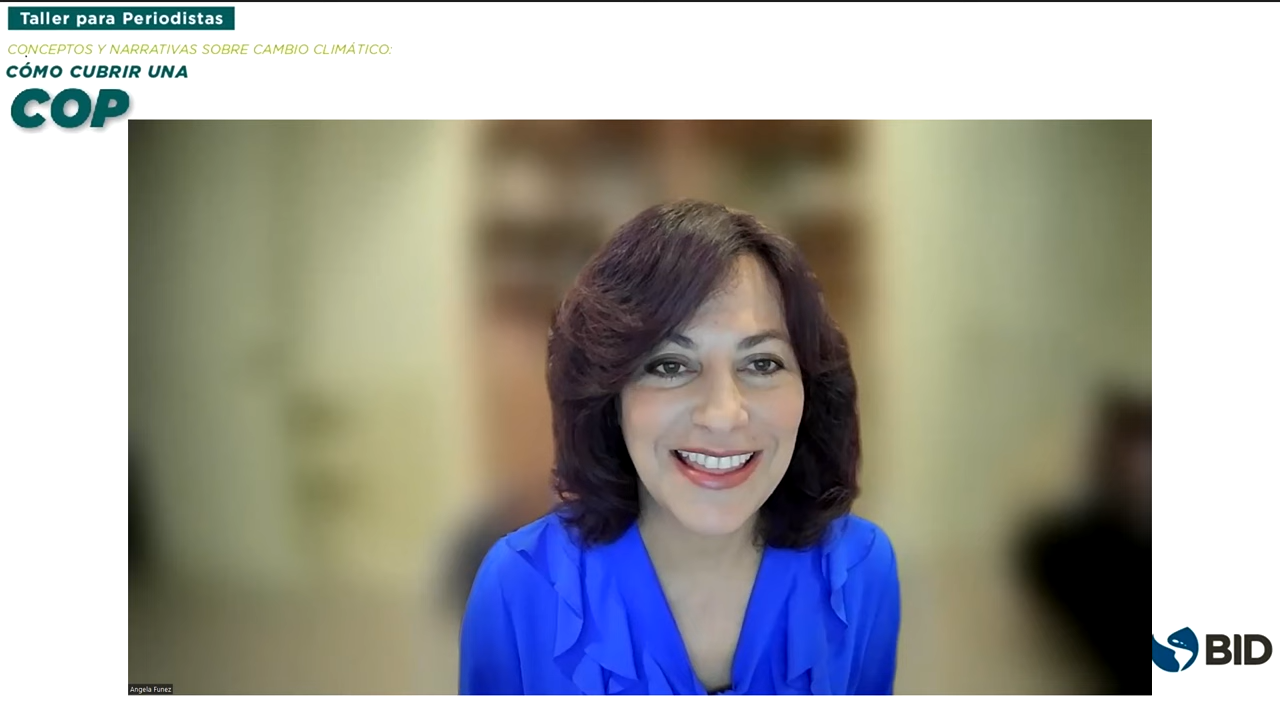 Taller para Periodistas
CONCEPTOS Y NARRATIVAS SOBRE CAMBIO CLIMÁTICO:
CÓMO CUBRIR UNA
COP
Angela Funez
BID